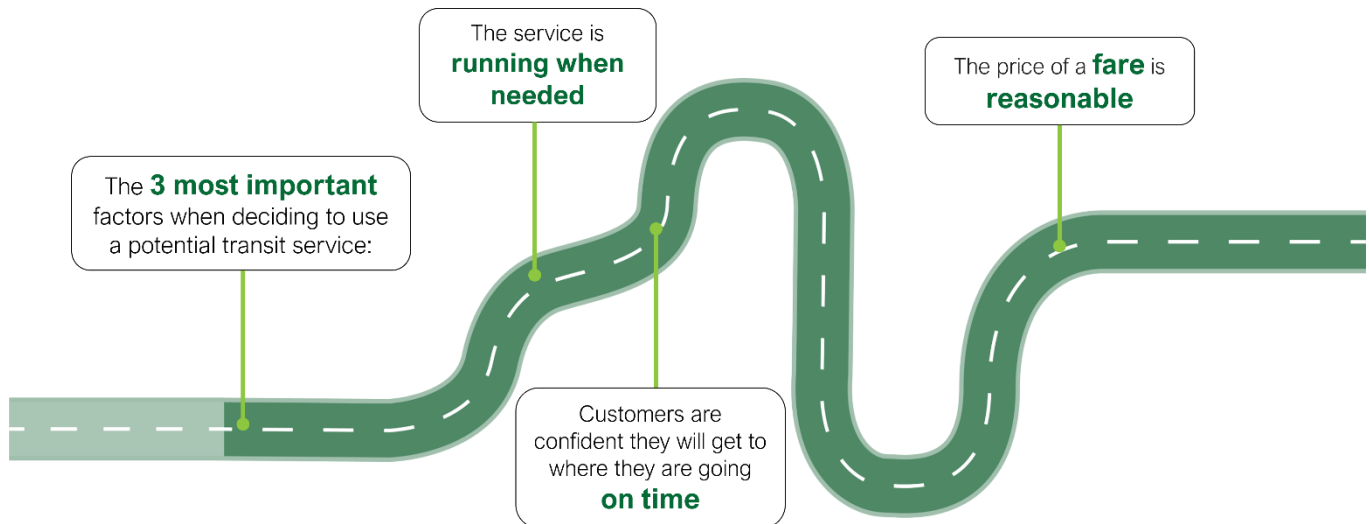 The 3 most important
factors when deciding to use
a potential transit service:
The service is
running when
needed
Customers are
confident they will get to
where they are going
on time
The price of a fare is
reasonable